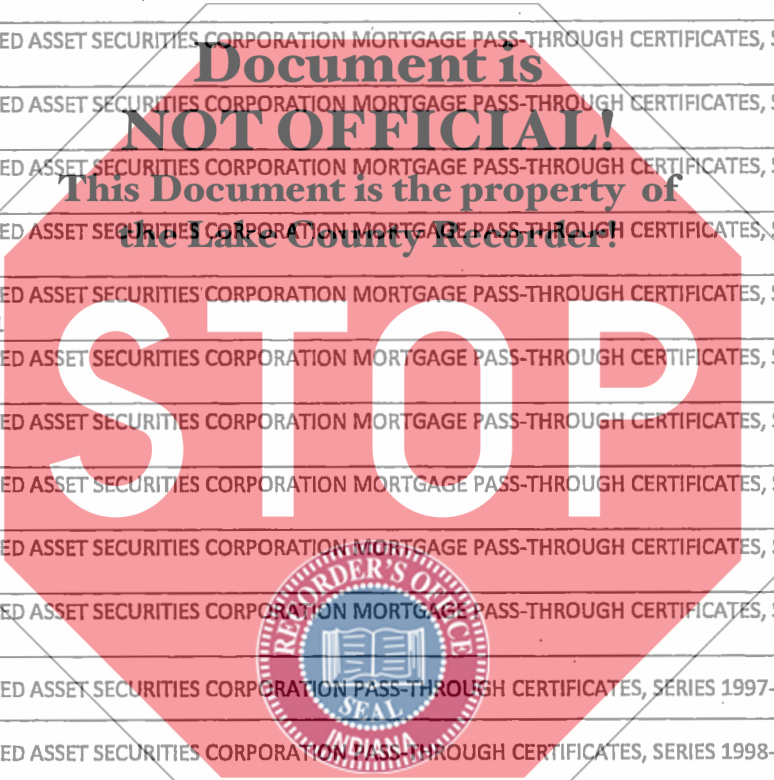 ED ASSET SECURITIES CORPORATION MORTGAGE PASS-THROUGH CERTIFICATES,
Document is
ED ASSET SECURITIES CORPORATION MORTGAGE PASS-THROUGH CERTIFICATES,
NOT OFFICIAL!
ED ASSET SECURITIES CORPORATION MORTGAGE PASS-THROUGH CERTIFICATES,
This Document is the property of
ED ASSET SECURITIES CORPORATION MORTGAGE PASS-THROUGH CERTIFICATES,
the Lake County Recorder!
ED ASSET SECURITIES CORPORATION MORTGAGE PASS-THROUGH CERTIFICATES,
STOP
ED ASSET SECURITIES CORPORATION MORTGAGE PASS-THROUGH CERTIFICATES,
ED ASSET SECURITIES CORPORATION MORTGAGE PASS-THROUGH CERTIFICATES,
ED ASSET SECURITIES CORPORATION MORTGAGE PASS-THROUGH CERTIFICATES,
ED ASSET SECURITIES CORPORATION MORTGAGE PASS-THROUGH CERTIFICATES,
RECORDER'S OFFICE
ED ASSET SECURITIES CORPORATION MORTGAGE PASS-THROUGH CERTIFICATES,
ED ASSET SECURITIES CORPORATION PASS-THROUGH CERTIFICATES, SERIES 1997-
SEAL
INDIANA
ED ASSET SECURITIES CORPORATION PASS-THROUGH CERTIFICATES, SERIES 1998-